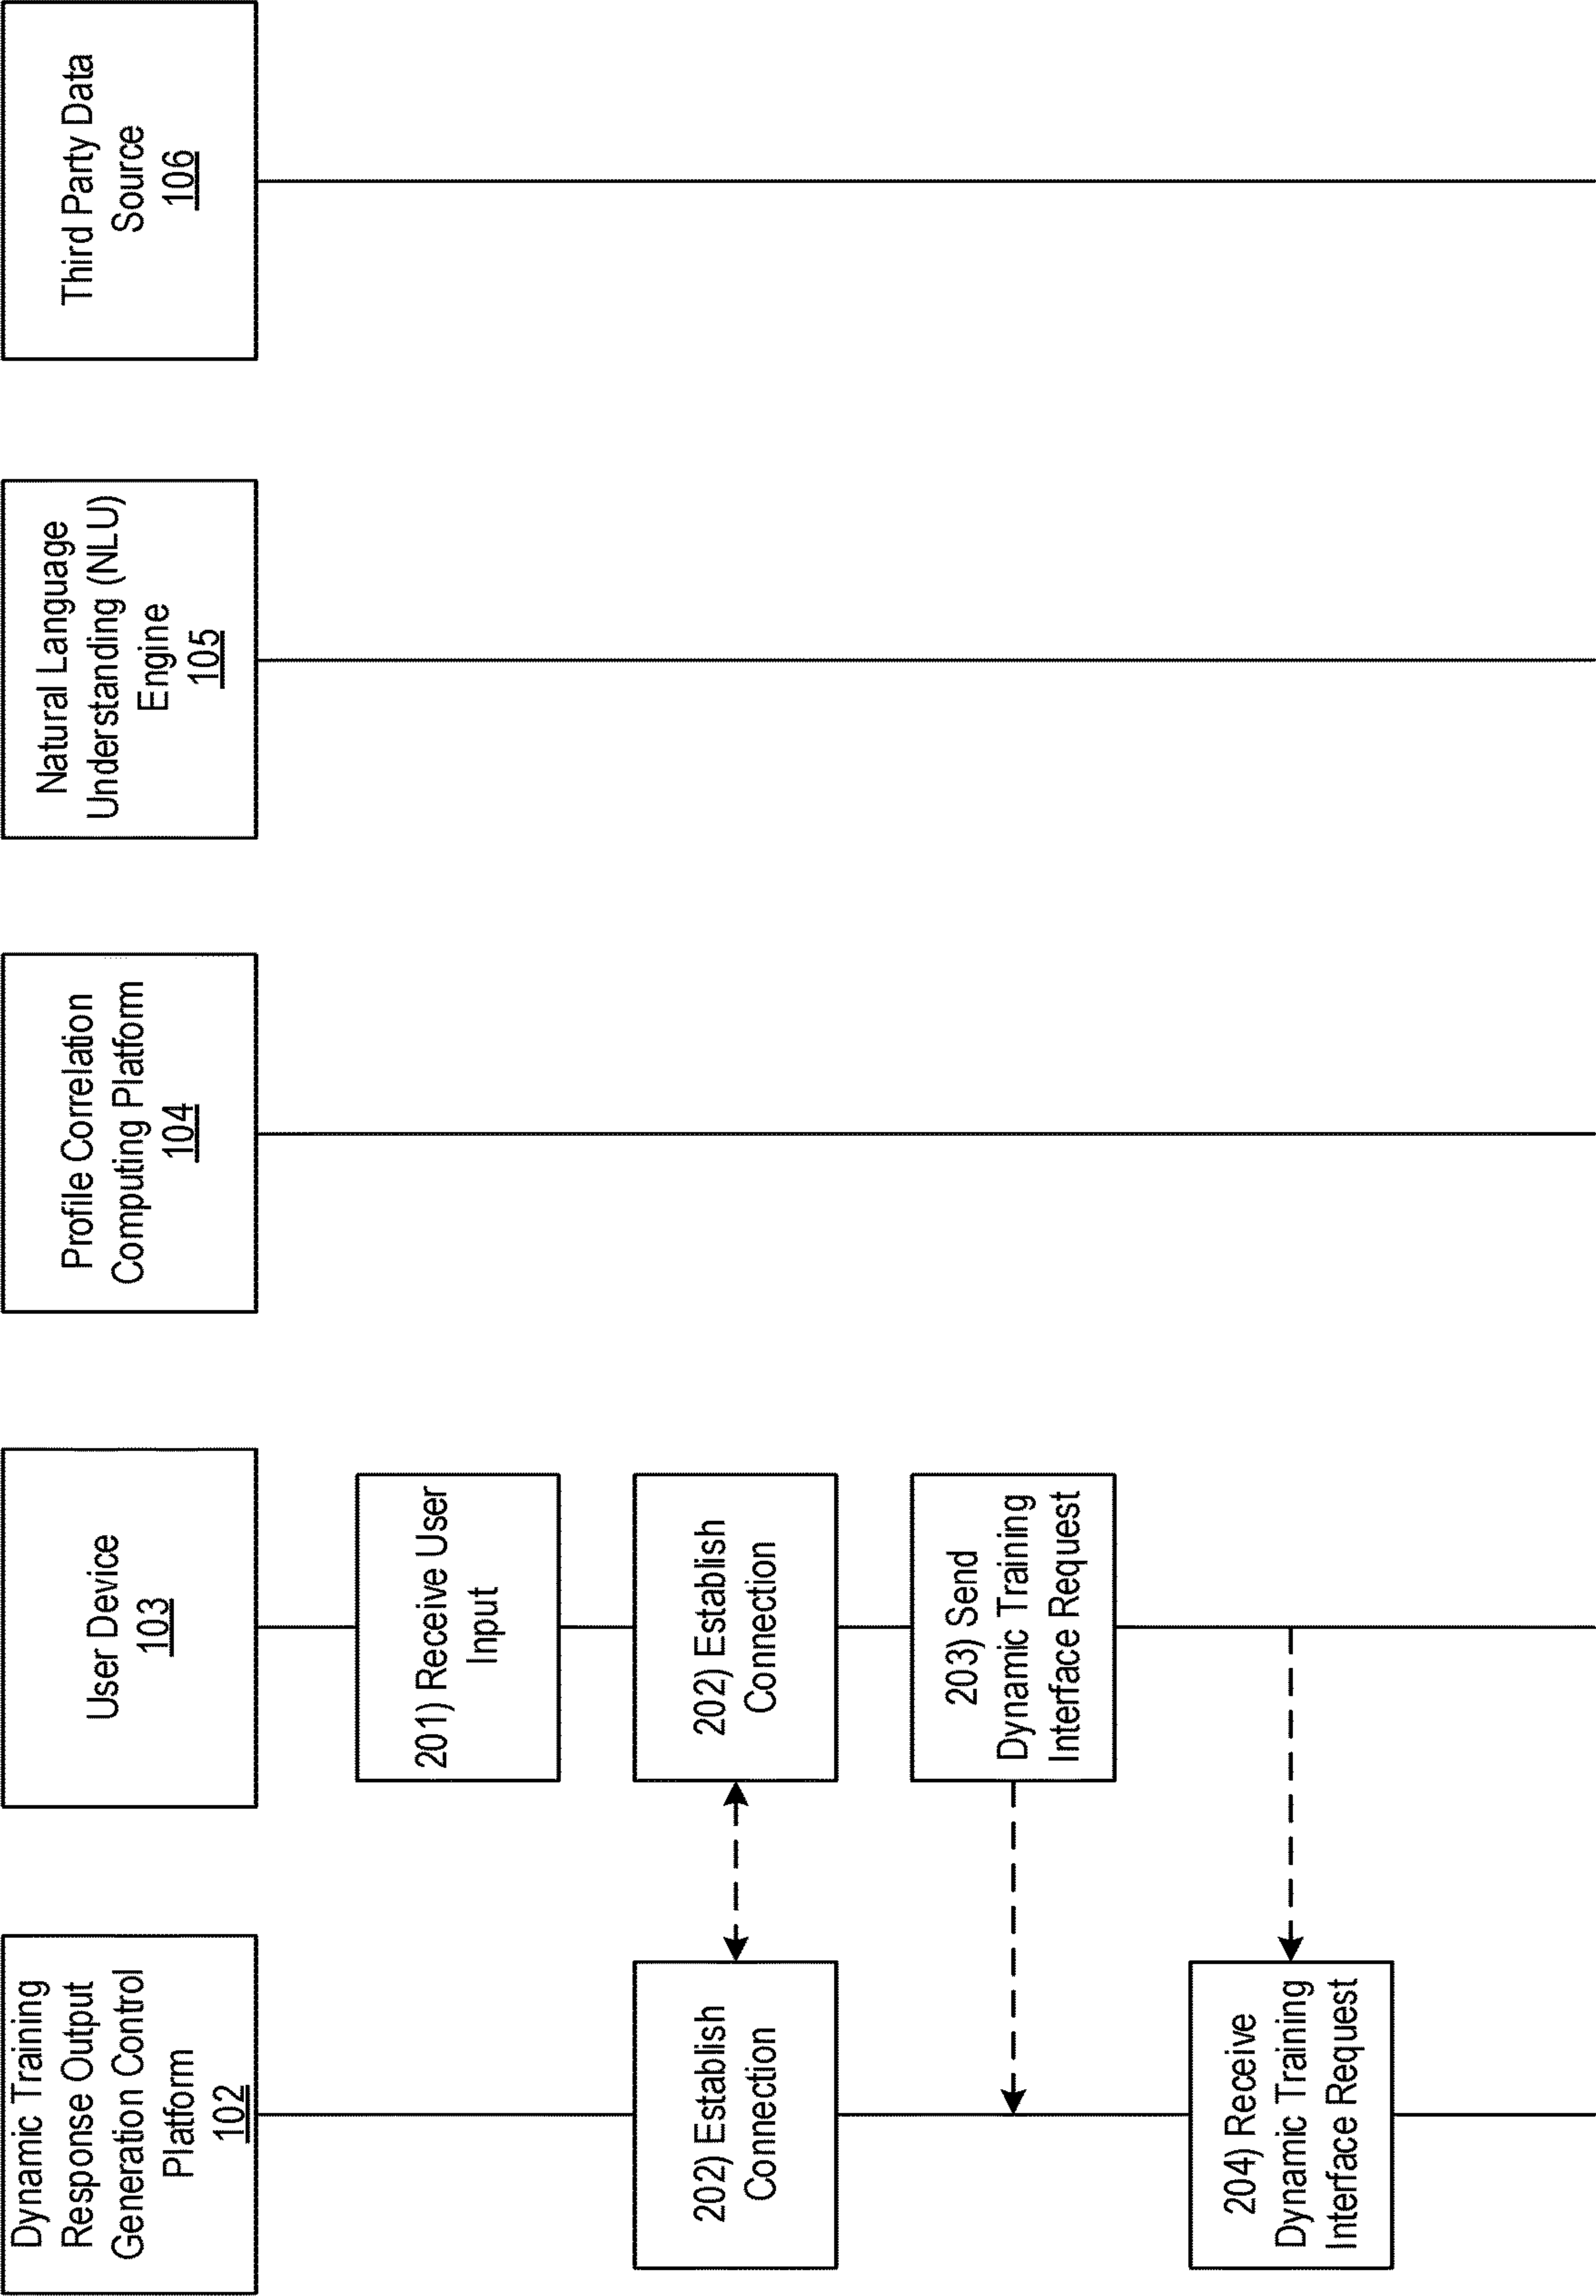 Dynamic Training
Response Output
Generation Control
Platform
102
User Device
103
Profile Correlation
Computing Platform
104
Natural Language
Understanding (NLU)
Engine
105
Third Party Data
Source
106
201) Receive User
Input
202) Establish
Connection
202) Establish
Connection
203) Send
Dynamic Training
Interface Request
204) Receive
Dynamic Training
Interface Request